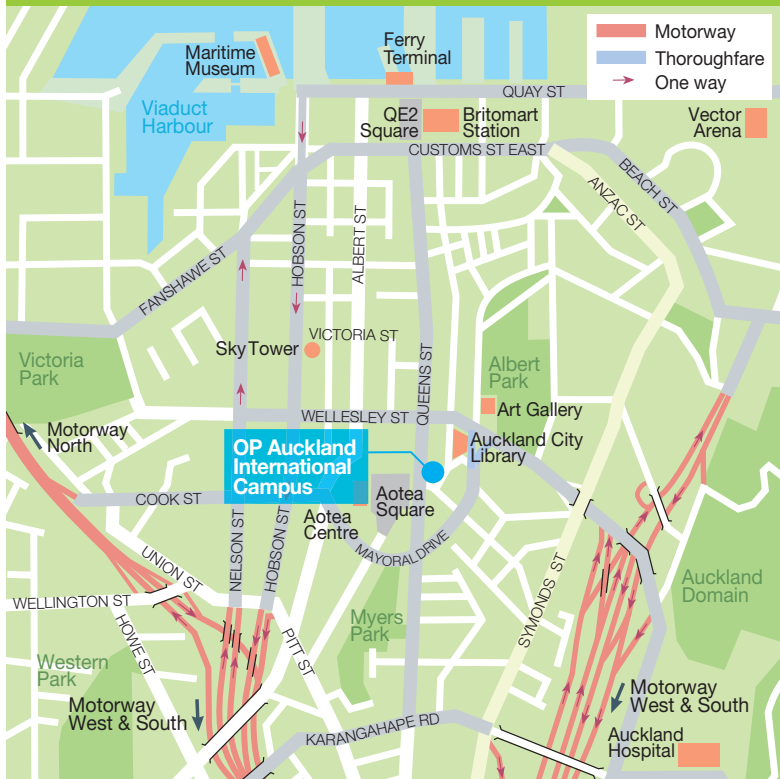 Motorway
Thoroughfare
One way
Maritime
Museum
Ferry
Terminal
Viaduct
Harbour
QUAY ST
QE2
Square
Britomart
Station
Vector
Arena
CUSTOMS ST EAST
BEACH ST
ANZAC ST
HOBSON ST
ALBERT ST
FANSHAWE ST
Sky Tower
VICTORIA ST
QUEENS ST
Victoria
Park
Albert
Park
Art Gallery
WELLESLEY ST
Auckland City
Library
Motorway
North
OP Auckland
International
Campus
COOK ST
Aotea
Centre
Aotea
Square
MAYORAL DRIVE
NELSON ST
HOBSON ST
UNION ST
WELLINGTON ST
HOWE ST
PITT ST
Myers
Park
SYMONDS ST
Auckland
Domain
Western
Park
Motorway
West & South
KARANGAHAPE RD
Motorway
West & South
Auckland
Hospital